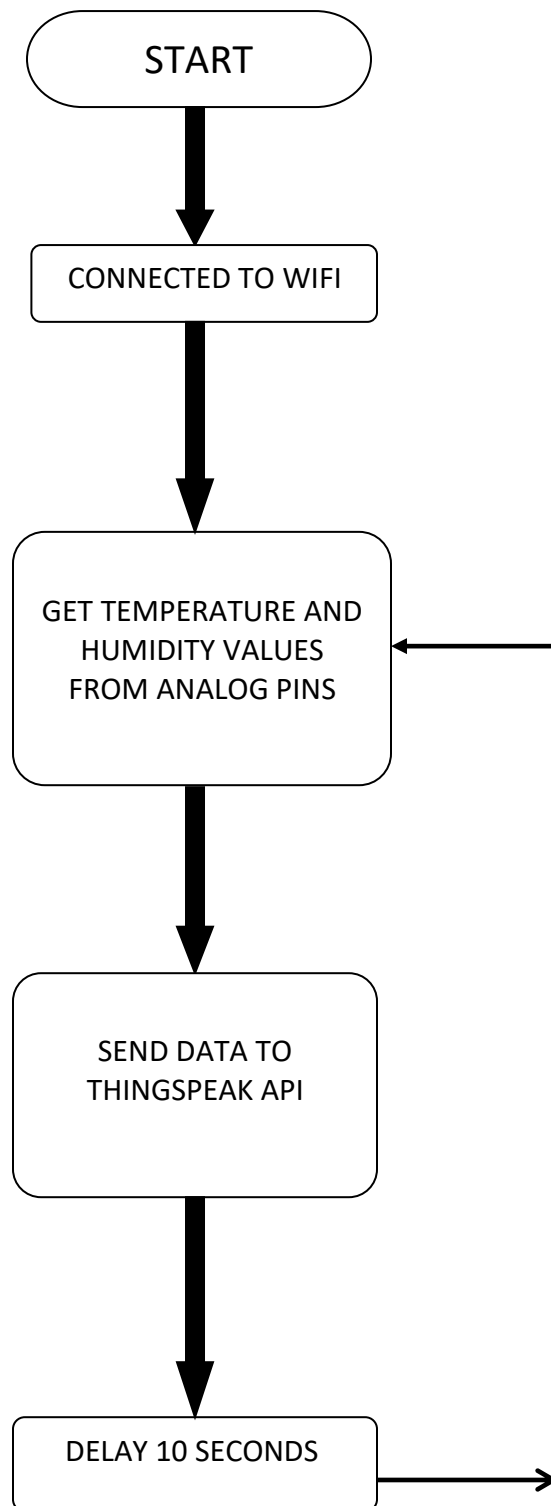 START
CONNECTED TO WIFI
GET TEMPERATURE AND
HUMIDITY VALUES
FROM ANALOG PINS
SEND DATA TO
THINGSPEAK API
DELAY 10 SECONDS